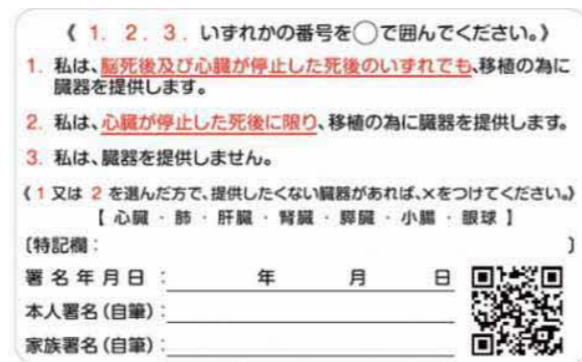 《 1. 2. 3. いずれかの番号を○で囲んでください。》
1. 私は、脳死後及び心臓が停止した死後のいずれでも、移植の為に
臓器を提供します。
2. 私は、心臓が停止した死後に限り、移植の為に臓器を提供します。
3. 私は、臓器を提供しません。
《1 又は 2 を選んだ方で、提供したくない臓器があれば、×をつけてください。》
【 心臓 ・ 肺 ・ 肝臓 ・ 腎臓 ・ 膵臓 ・ 小腸 ・ 眼球 】
〔特記欄: 〕
署名年月日: 年 月 日
本人署名(自筆):
家族署名(自筆):